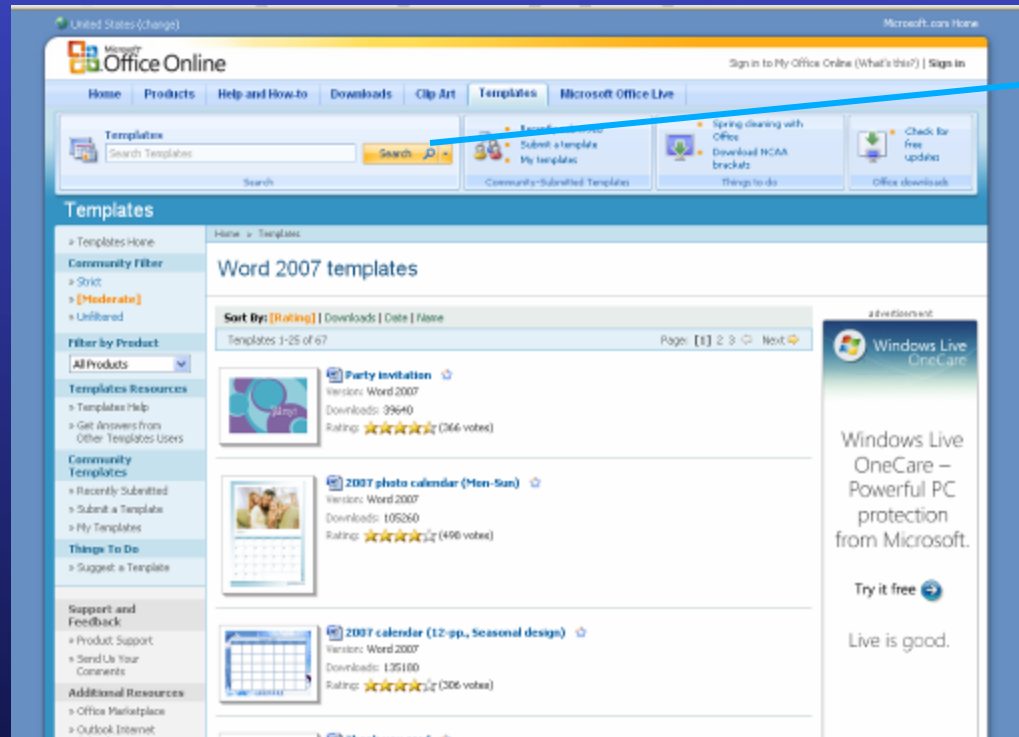 United States (change)
Microsoft.com Home
Microsoft
Office Online
Sign in to My Office Online (What's this?) | Sign in
Home Products Help and How-to Downloads Clip Art Templates Microsoft Office Live
Templates
Search Templates
Search
Search
Submit a template
My templates
Community-Submitted Templates
Spring cleaning with
Office
Download NCAA
brackets
Things to do
Check for
free
updates
Office downloads
Templates
» Templates Home
Community Filter
» Strict
» [Moderate]
» Unfiltered
Filter by Product
All Products
Templates Resources
» Templates Help
» Get Answers from
Other Templates Users
Community
Templates
» Recently Submitted
» Submit a Template
» My Templates
Things To Do
» Suggest a Template
Support and
Feedback
» Product Support
» Send Us Your
Comments
Additional Resources
» Office Marketplace
» Outlook Internet
Home > Templates
Word 2007 templates
Sort By: [Rating] | Downloads | Date | Name
Templates 1-25 of 67
Page: [1] 2 3 Next
Party invitation
Version: Word 2007
Downloads: 39640
Rating: (366 votes)
2007 photo calendar (Mon-Sun)
Version: Word 2007
Downloads: 105260
Rating: (498 votes)
2007 calendar (12-pp., Seasonal design)
Version: Word 2007
Downloads: 135180
Rating: (306 votes)
advertisement
Windows Live
OneCare
Windows Live
OneCare –
Powerful PC
protection
from Microsoft.
Try it free
Live is good.